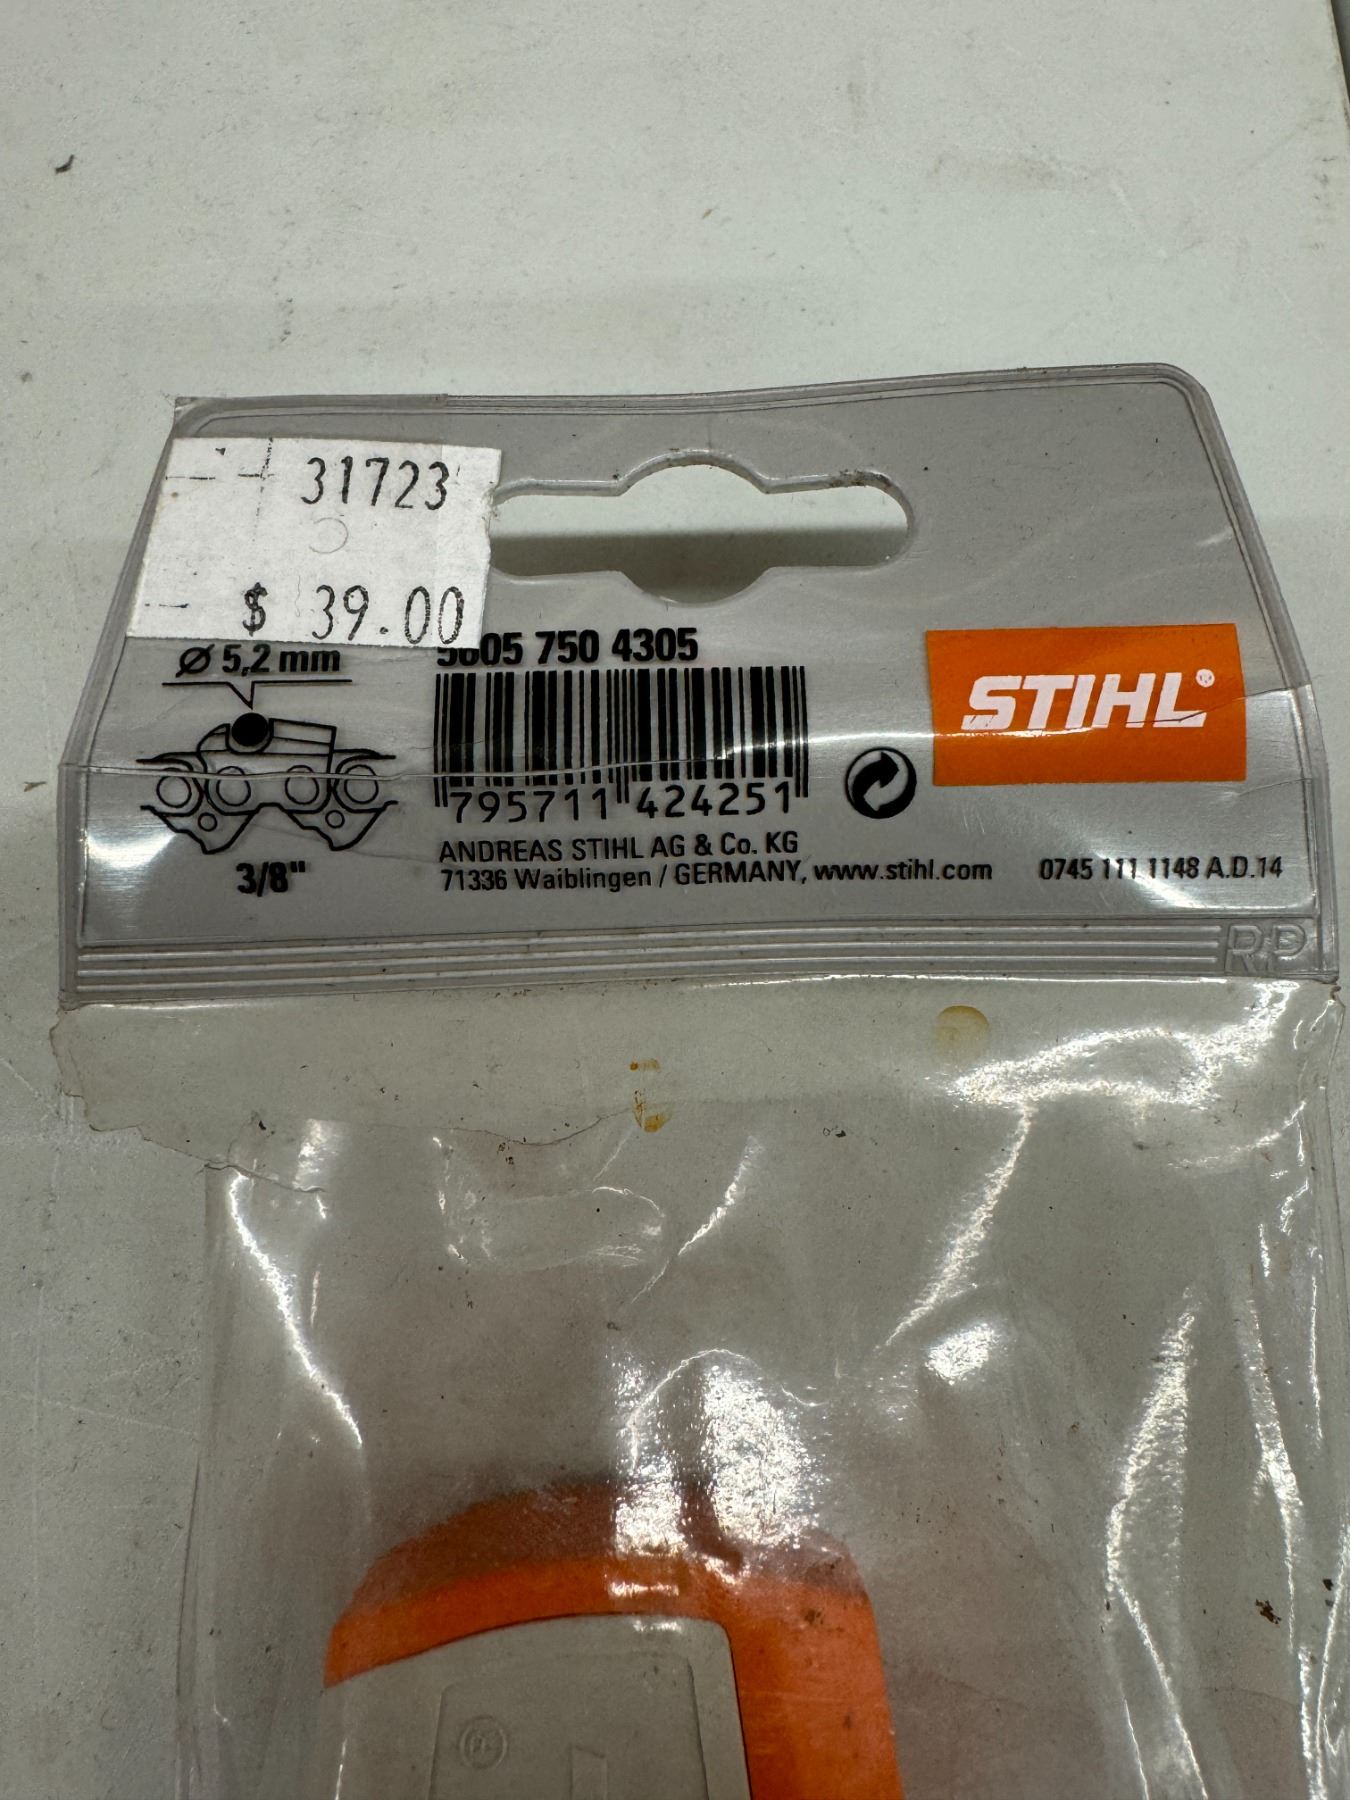 31723
$ 39.00
Ø 5,2 mm
5605 750 4305
STIHL®
795711 424251
ANDREAS STIHL AG & Co. KG
3/8" 71336 Waiblingen / GERMANY, www.stihl.com 0745 111 1148 A.D.14
RP